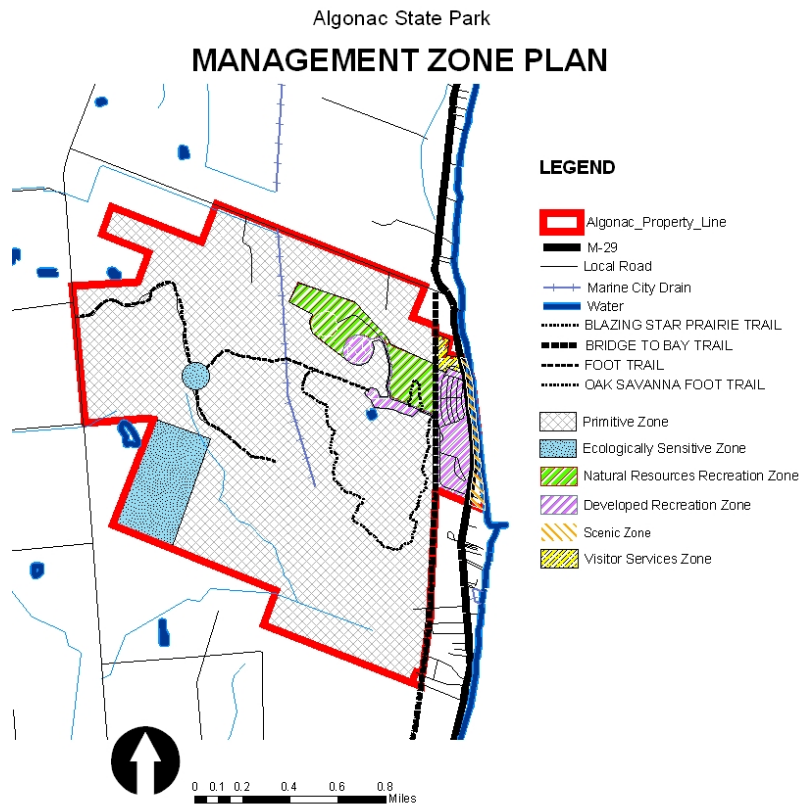 Algonac State Park
MANAGEMENT ZONE PLAN
LEGEND
Algonac_Property_Line
M-29
Local Road
Marine City Drain
Water
BLAZING STAR PRAIRIE TRAIL
BRIDGE TO BAY TRAIL
FOOT TRAIL
OAK SAVANNA FOOT TRAIL
Primitive Zone
Ecologically Sensitive Zone
Natural Resources Recreation Zone
Developed Recreation Zone
Scenic Zone
Visitor Services Zone
0 0.1 0.2 0.4 0.6 0.8
Miles